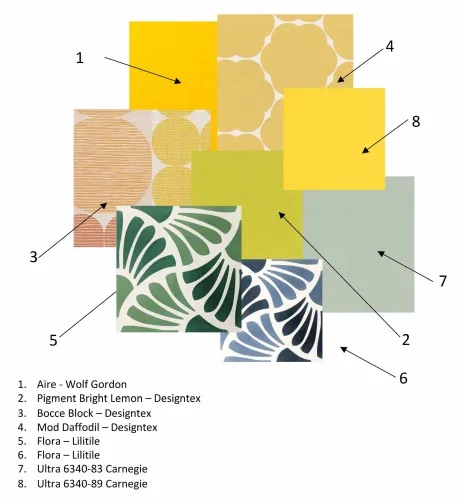 1
4
8
3
7
5
2
6
1. Aire - Wolf Gordon
2. Pigment Bright Lemon – Designtex
3. Bocce Block – Designtex
4. Mod Daffodil – Designtex
5. Flora – Lilitile
6. Flora – Lilitile
7. Ultra 6340-83 Carnegie
8. Ultra 6340-89 Carnegie